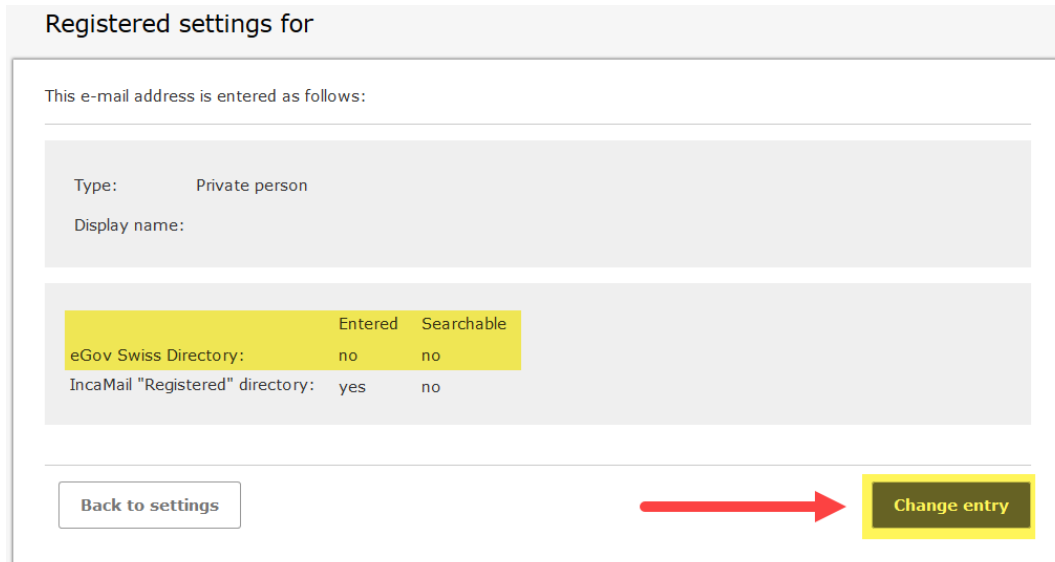 Registered settings for
This e-mail address is entered as follows:
Type: Private person
Display name:
Entered Searchable
eGov Swiss Directory: no no
IncaMail "Registered" directory: yes no
Back to settings Change entry